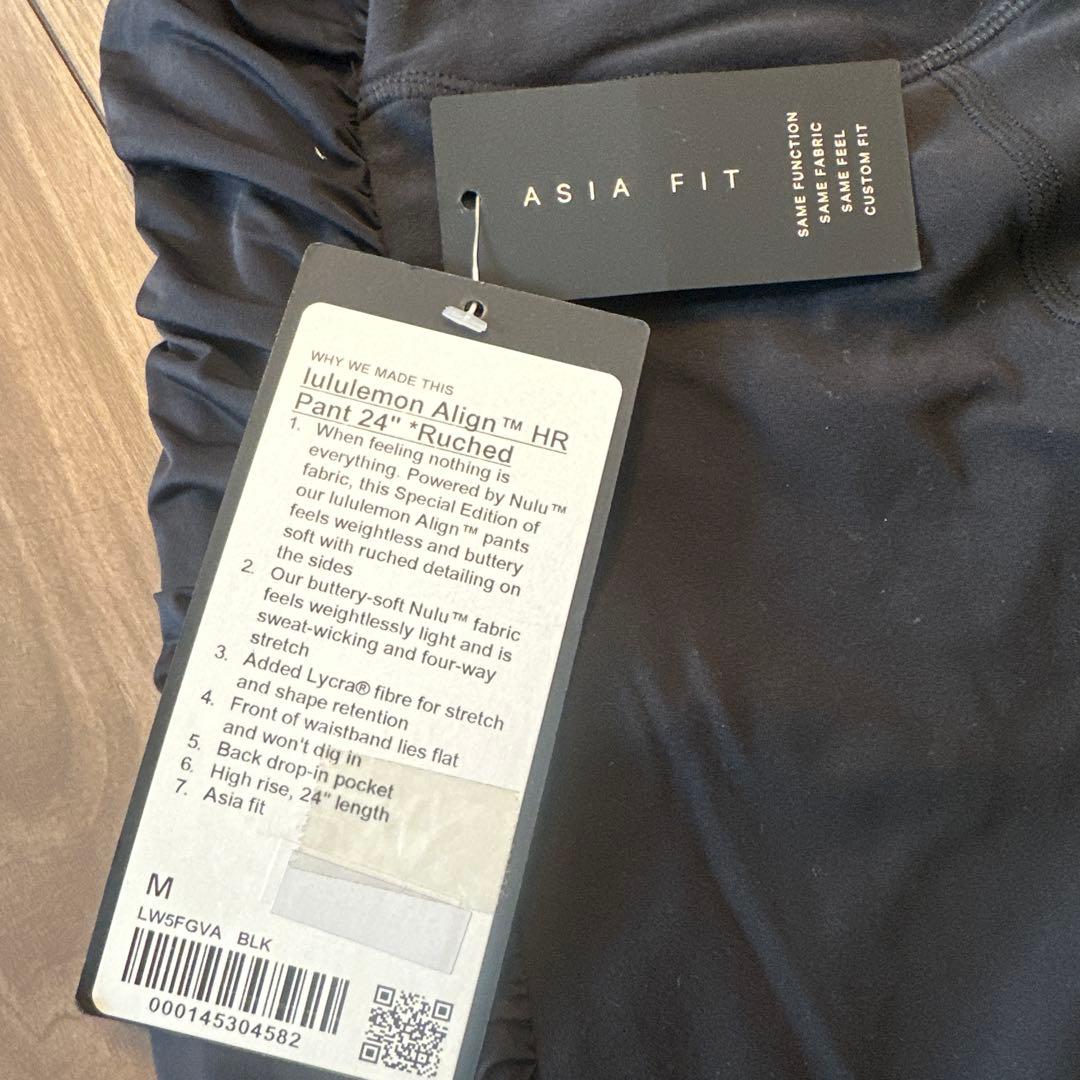 ASIA FIT
SAME FUNCTION
SAME FABRIC
SAME FEEL
CUSTOM FIT
WHY WE MADE THIS
lululemon Align™ HR
Pant 24" *Ruched
1. When feeling nothing is
everything. Powered by Nulu™
fabric, this Special Edition of
our lululemon Align™ pants
feels weightless and buttery
soft with ruched detailing on
the sides
2. Our buttery-soft Nulu™ fabric
feels weightlessly light and is
sweat-wicking and four-way
stretch
3. Added Lycra® fibre for stretch
and shape retention
4. Front of waistband lies flat
and won't dig in
5. Back drop-in pocket
6. High rise, 24" length
7. Asia fit
M
LW5FGVA BLK
000145304582